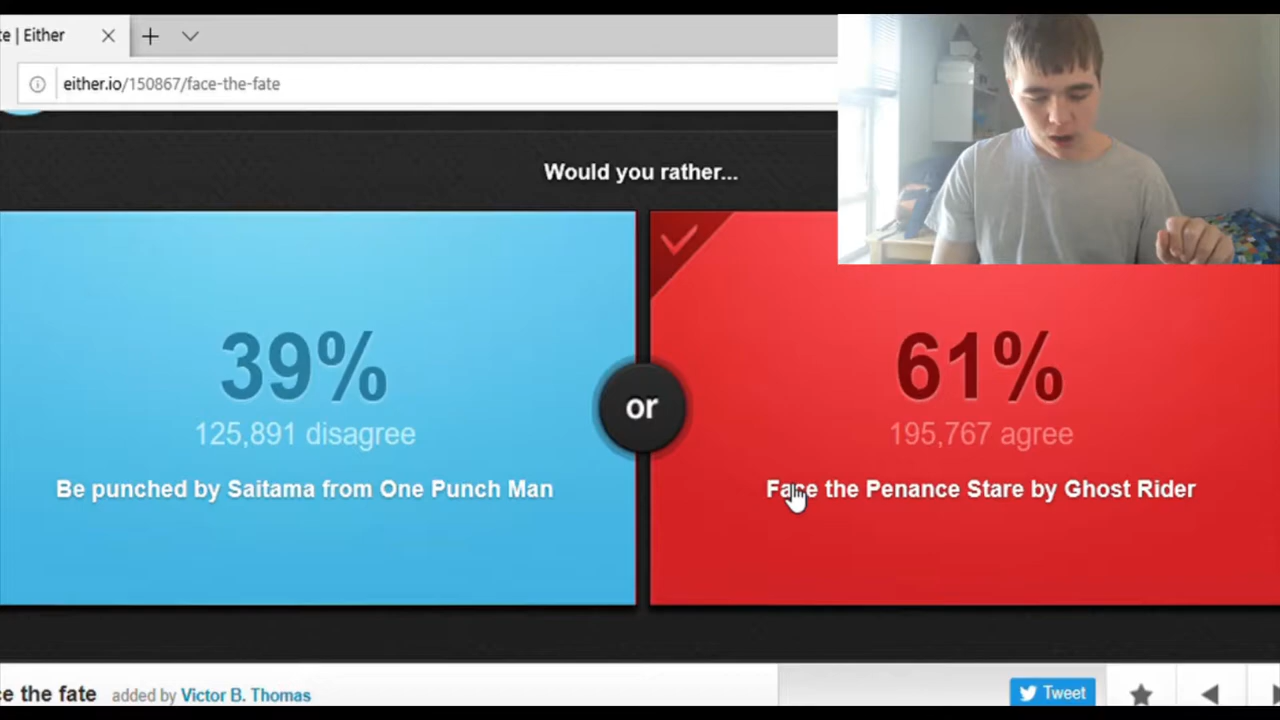 te | Either
either.io/150867/face-the-fate
Would you rather...
39%
125,891 disagree
Be punched by Saitama from One Punch Man
or
61%
195,767 agree
Face the Penance Stare by Ghost Rider
ce the fate added by Victor B. Thomas
Tweet